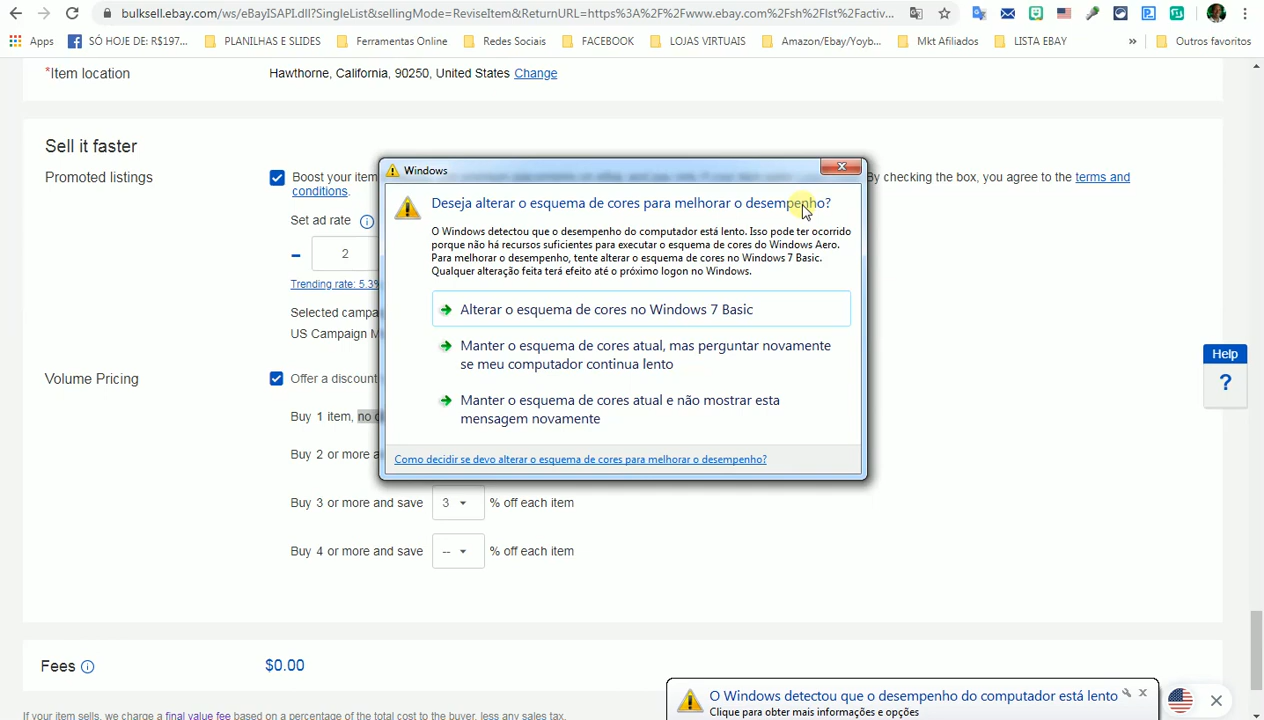 bulksell.ebay.com/ws/eBayISAPI.dll?SingleList&sellingMode=ReviseItem&ReturnURL=https%3A%2F%2Fwww.ebay.com%2Fsh%2Flst%2Factiv...
Apps SÓ HOJE DE: R$197... PLANILHAS E SLIDES Ferramentas Online Redes Sociais FACEBOOK LOJAS VIRTUAIS Amazon/Ebay/Yoyb... Mkt Afiliados LISTA EBAY » Outros favoritos
*Item location Hawthorne, California, 90250, United States Change
Sell it faster
Promoted listings Boost your item By checking the box, you agree to the terms and
conditions.
Set ad rate
− 2
Trending rate: 5.3%
Selected campa
US Campaign M
Volume Pricing Offer a discount
Buy 1 item, no
Buy 2 or more a
Buy 3 or more and save 3 % off each item
Buy 4 or more and save -- % off each item
Windows
Deseja alterar o esquema de cores para melhorar o desempenho?
O Windows detectou que o desempenho do computador está lento. Isso pode ter ocorrido
porque não há recursos suficientes para executar o esquema de cores do Windows Aero.
Para melhorar o desempenho, tente alterar o esquema de cores no Windows 7 Basic.
Qualquer alteração feita terá efeito até o próximo logon no Windows.
Alterar o esquema de cores no Windows 7 Basic
Manter o esquema de cores atual, mas perguntar novamente
se meu computador continua lento
Manter o esquema de cores atual e não mostrar esta
mensagem novamente
Como decidir se devo alterar o esquema de cores para melhorar o desempenho?
Help
?
Fees $0.00
If your item sells, we charge a final value fee based on a percentage of the total cost to the buyer less any sales tax.
O Windows detectou que o desempenho do computador está lento
Clique para obter mais informações e opções